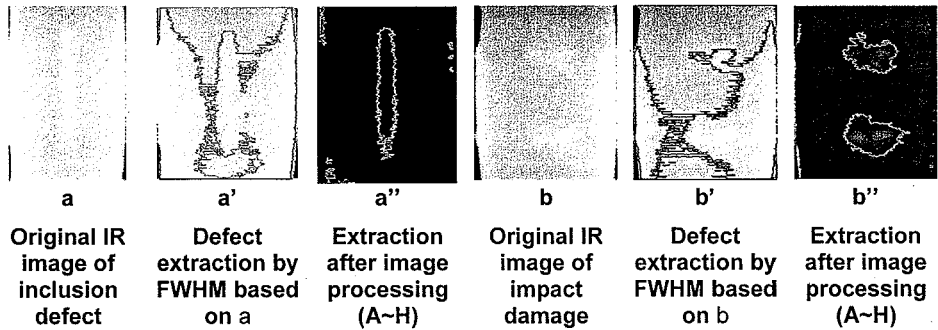 a
a'
a''
b
b'
b''
Original IR
image of
inclusion
defect
Defect
extraction by
FWHM based
on a
Extraction
after image
processing
(A~H)
Original IR
image of
impact
damage
Defect
extraction by
FWHM based
on b
Extraction
after image
processing
(A~H)